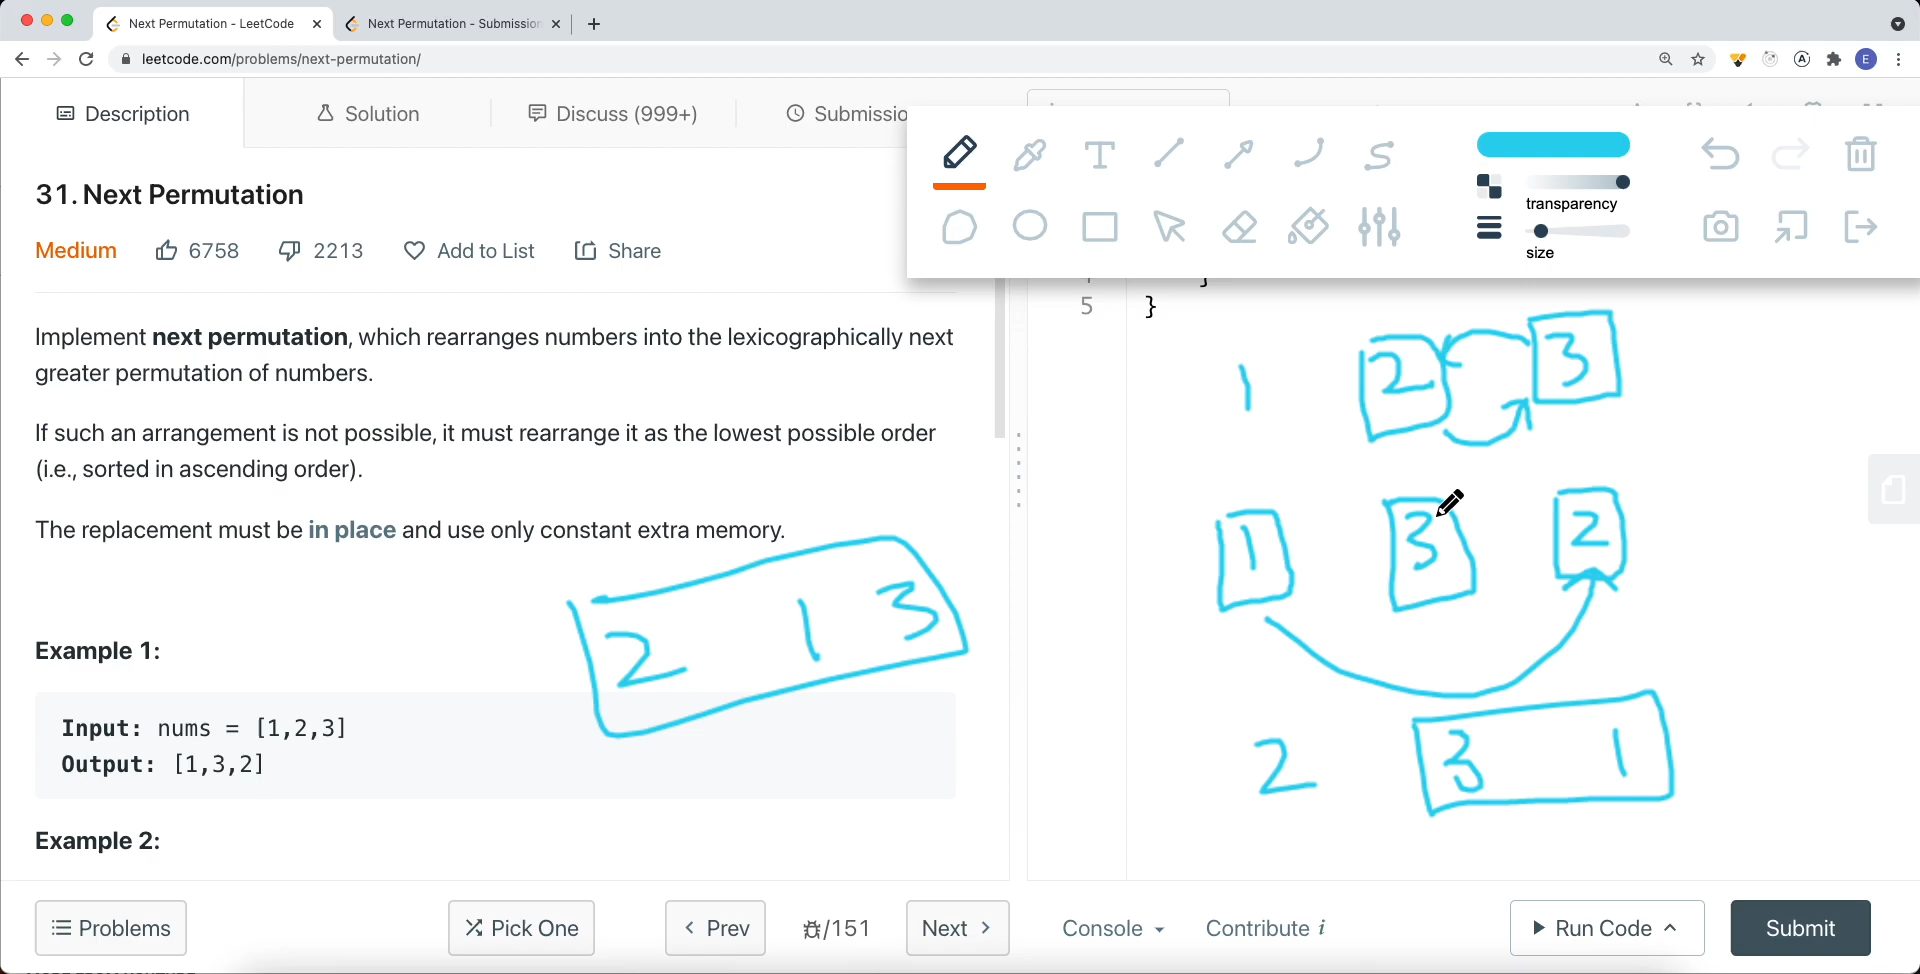 Next Permutation - LeetCode
Next Permutation - Submission
leetcode.com/problems/next-permutation/
E
Description
Solution
Discuss (999+)
Submissio
transparency
size
31. Next Permutation
Medium
6758
2213
Add to List
Share
Implement next permutation, which rearranges numbers into the lexicographically next
greater permutation of numbers.
If such an arrangement is not possible, it must rearrange it as the lowest possible order
(i.e., sorted in ascending order).
The replacement must be in place and use only constant extra memory.
2 1 3
Example 1:
Input: nums = [1,2,3]
Output: [1,3,2]
Example 2:
}
5 }
1 2 3
1 3 2
2 3 1
Problems
Pick One
Prev
/151
Next
Console
Contribute i
Run Code
Submit